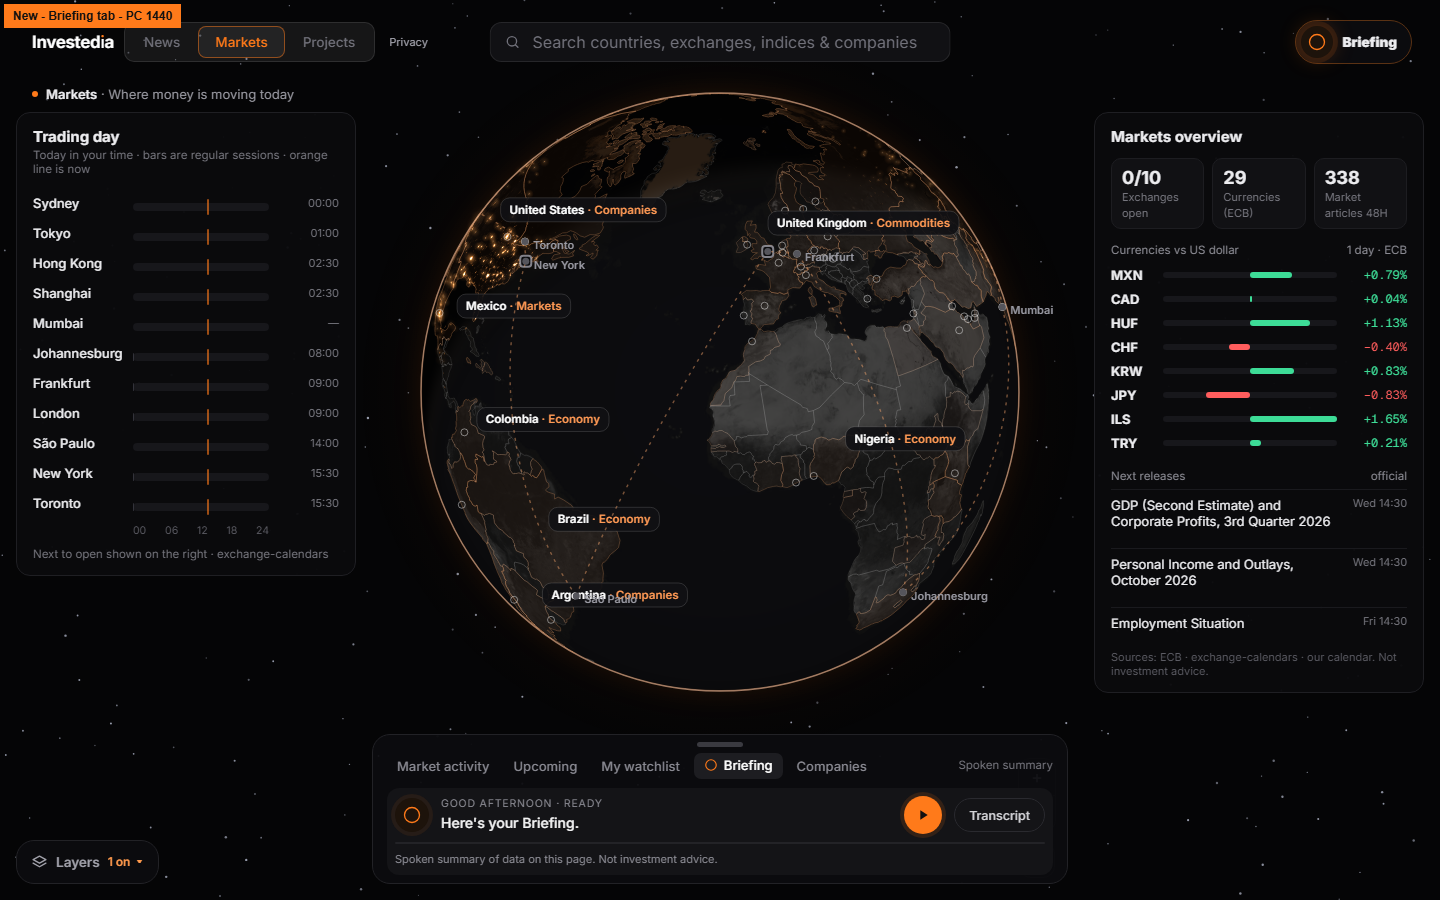 New - Briefing tab - PC 1440
Investedia
News
Markets
Projects
Privacy
Search countries, exchanges, indices & companies
Briefing
Markets · Where money is moving today
Trading day
Today in your time · bars are regular sessions · orange
line is now
Sydney 00:00
Tokyo 01:00
Hong Kong 02:30
Shanghai 02:30
Mumbai —
Johannesburg 08:00
Frankfurt 09:00
London 09:00
São Paulo 14:00
New York 15:30
Toronto 15:30
00 06 12 18 24
Next to open shown on the right · exchange-calendars
United States · Companies
United Kingdom · Commodities
Toronto
New York
Frankfurt
Mexico · Markets
Mumbai
Colombia · Economy
Nigeria · Economy
Brazil · Economy
Argentina · Companies
São Paulo
Johannesburg
Markets overview
0/10
Exchanges
open
29
Currencies
(ECB)
338
Market
articles 48H
Currencies vs US dollar 1 day · ECB
MXN +0.79%
CAD +0.04%
HUF +1.13%
CHF −0.40%
KRW +0.83%
JPY −0.83%
ILS +1.65%
TRY +0.21%
Next releases official
GDP (Second Estimate) and Wed 14:30
Corporate Profits, 3rd Quarter 2026
Personal Income and Outlays, Wed 14:30
October 2026
Employment Situation Fri 14:30
Sources: ECB · exchange-calendars · our calendar. Not
investment advice.
Market activity
Upcoming
My watchlist
Briefing
Companies
Spoken summary
GOOD AFTERNOON · READY
Here's your Briefing.
Transcript
Spoken summary of data on this page. Not investment advice.
Layers 1 on